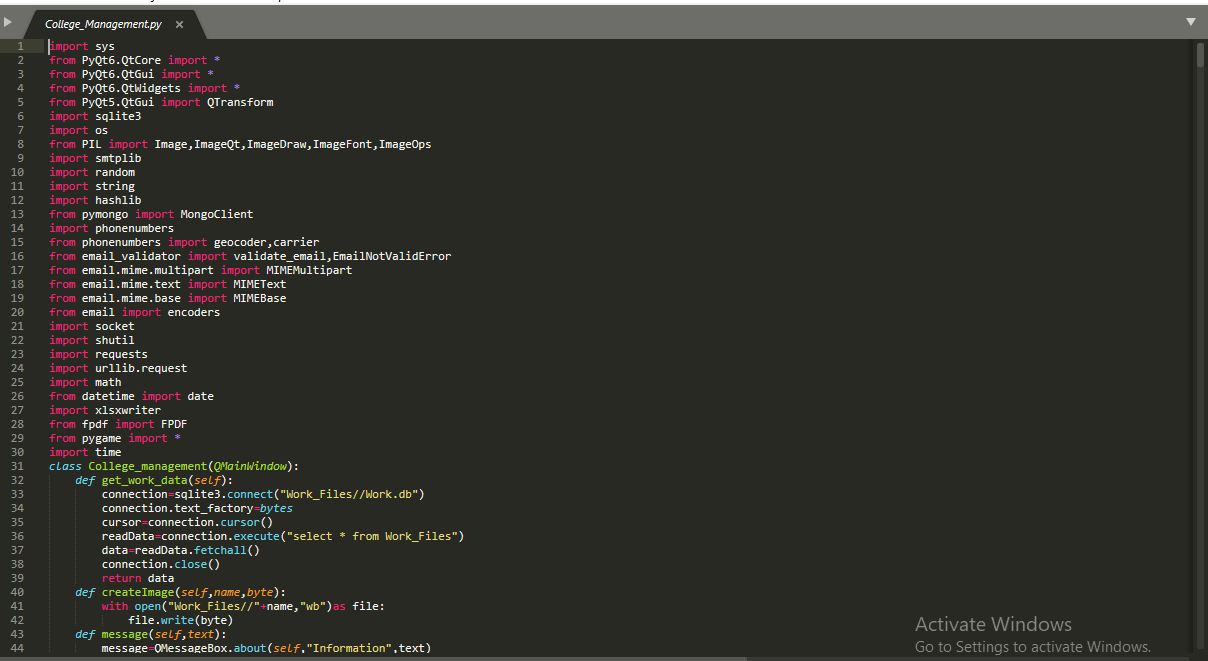 College_Management.py ×
1 import sys
2 from PyQt6.QtCore import *
3 from PyQt6.QtGui import *
4 from PyQt6.QtWidgets import *
5 from PyQt5.QtGui import QTransform
6 import sqlite3
7 import os
8 from PIL import Image,ImageQt,ImageDraw,ImageFont,ImageOps
9 import smtplib
10 import random
11 import string
12 import hashlib
13 from pymongo import MongoClient
14 import phonenumbers
15 from phonenumbers import geocoder,carrier
16 from email_validator import validate_email,EmailNotValidError
17 from email.mime.multipart import MIMEMultipart
18 from email.mime.text import MIMEText
19 from email.mime.base import MIMEBase
20 from email import encoders
21 import socket
22 import shutil
23 import requests
24 import urllib.request
25 import math
26 from datetime import date
27 import xlsxwriter
28 from fpdf import FPDF
29 from pygame import *
30 import time
31 class College_management(QMainWindow):
32     def get_work_data(self):
33         connection=sqlite3.connect("Work_Files//Work.db")
34         connection.text_factory=bytes
35         cursor=connection.cursor()
36         readData=connection.execute("select * from Work_Files")
37         data=readData.fetchall()
38         connection.close()
39         return data
40     def createImage(self,name,byte):
41         with open("Work_Files//"+name,"wb")as file:
42             file.write(byte)
43     def message(self,text):
44         message=QMessageBox.about(self,"Information",text)
Activate Windows
Go to Settings to activate Windows.